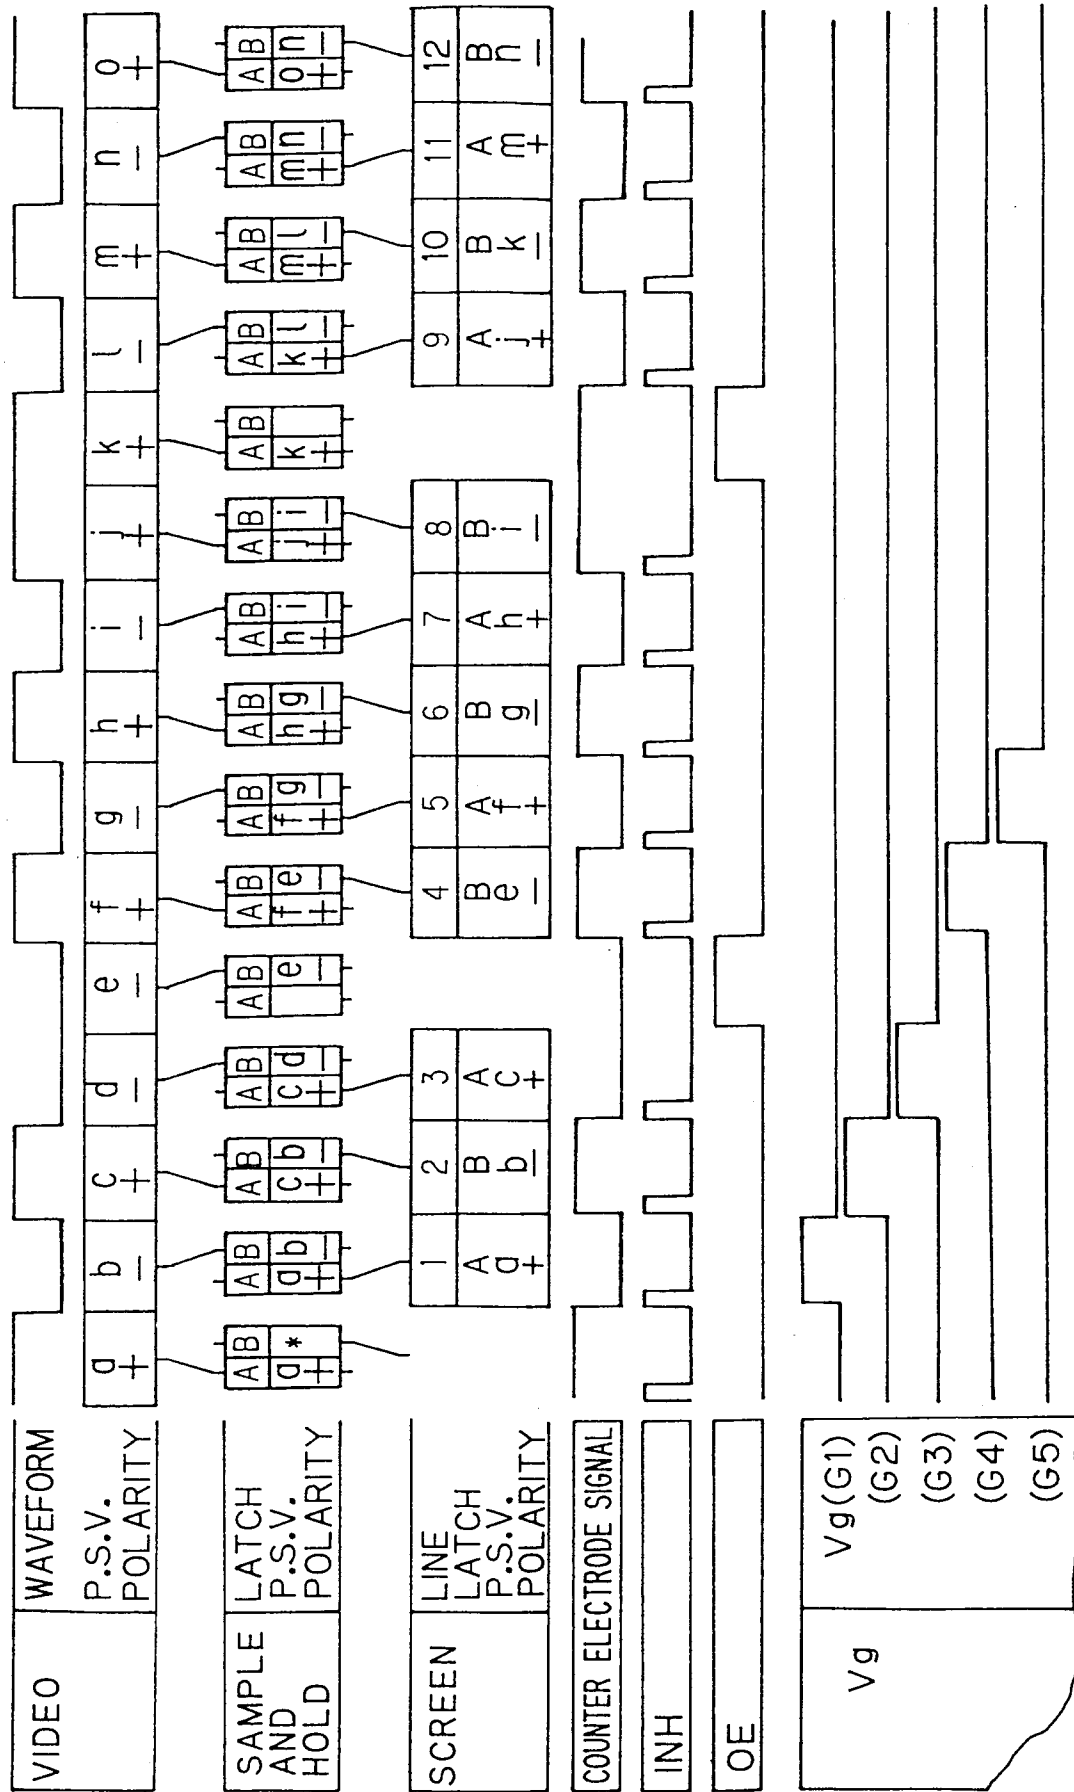 VIDEO
WAVEFORM
P.S.V.
POLARITY
a b c d e f g h i j k l m n o
+ − + − − + − + − + + − + − +
SAMPLE
AND
HOLD
LATCH
P.S.V.
POLARITY
A B A B A B A B A B A B A B A B A B A B A B A B A B A B A B
a * a b c b c d e f e f g h g h i j i k k l m l m n o n
+ + − + − + − − + − + − + − + − + − + + − + − + − + −
SCREEN
LINE
LATCH
P.S.V.
POLARITY
1 2 3 4 5 6 7 8 9 10 11 12
A B A B A B A B A B A B
a b c e f g h i j k m n
+ − + − + − + − + − + −
COUNTER ELECTRODE SIGNAL
INH
OE
Vg
Vg(G1)
(G2)
(G3)
(G4)
(G5)